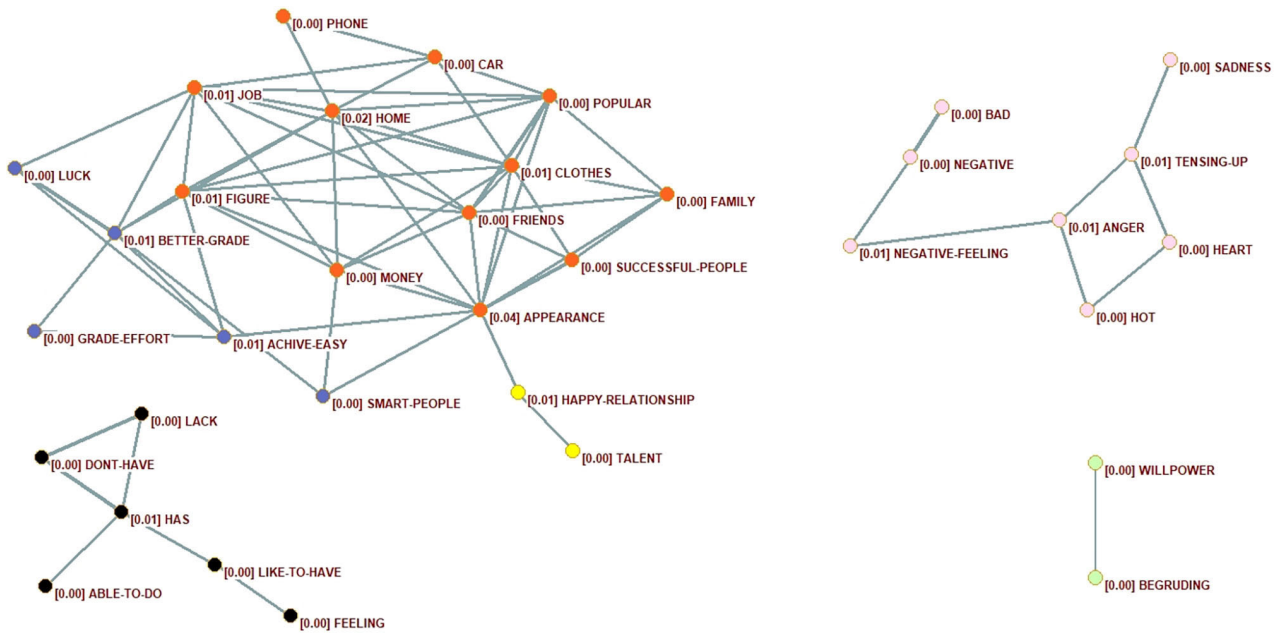 [0.00] PHONE
[0.00] CAR
[0.00] SADNESS
[0.01] JOB
[0.00] POPULAR
[0.02] HOME
[0.00] BAD
[0.00] NEGATIVE
[0.01] TENSING-UP
[0.00] LUCK
[0.01] CLOTHES
[0.01] FIGURE
[0.00] FAMILY
[0.00] FRIENDS
[0.01] ANGER
[0.01] BETTER-GRADE
[0.00] HEART
[0.01] NEGATIVE-FEELING
[0.00] SUCCESSFUL-PEOPLE
[0.00] MONEY
[0.04] APPEARANCE
[0.00] HOT
[0.00] GRADE-EFFORT
[0.01] ACHIVE-EASY
[0.01] HAPPY-RELATIONSHIP
[0.00] SMART-PEOPLE
[0.00] LACK
[0.00] TALENT
[0.00] DONT-HAVE
[0.00] WILLPOWER
[0.01] HAS
[0.00] LIKE-TO-HAVE
[0.00] BEGRUDING
[0.00] ABLE-TO-DO
[0.00] FEELING